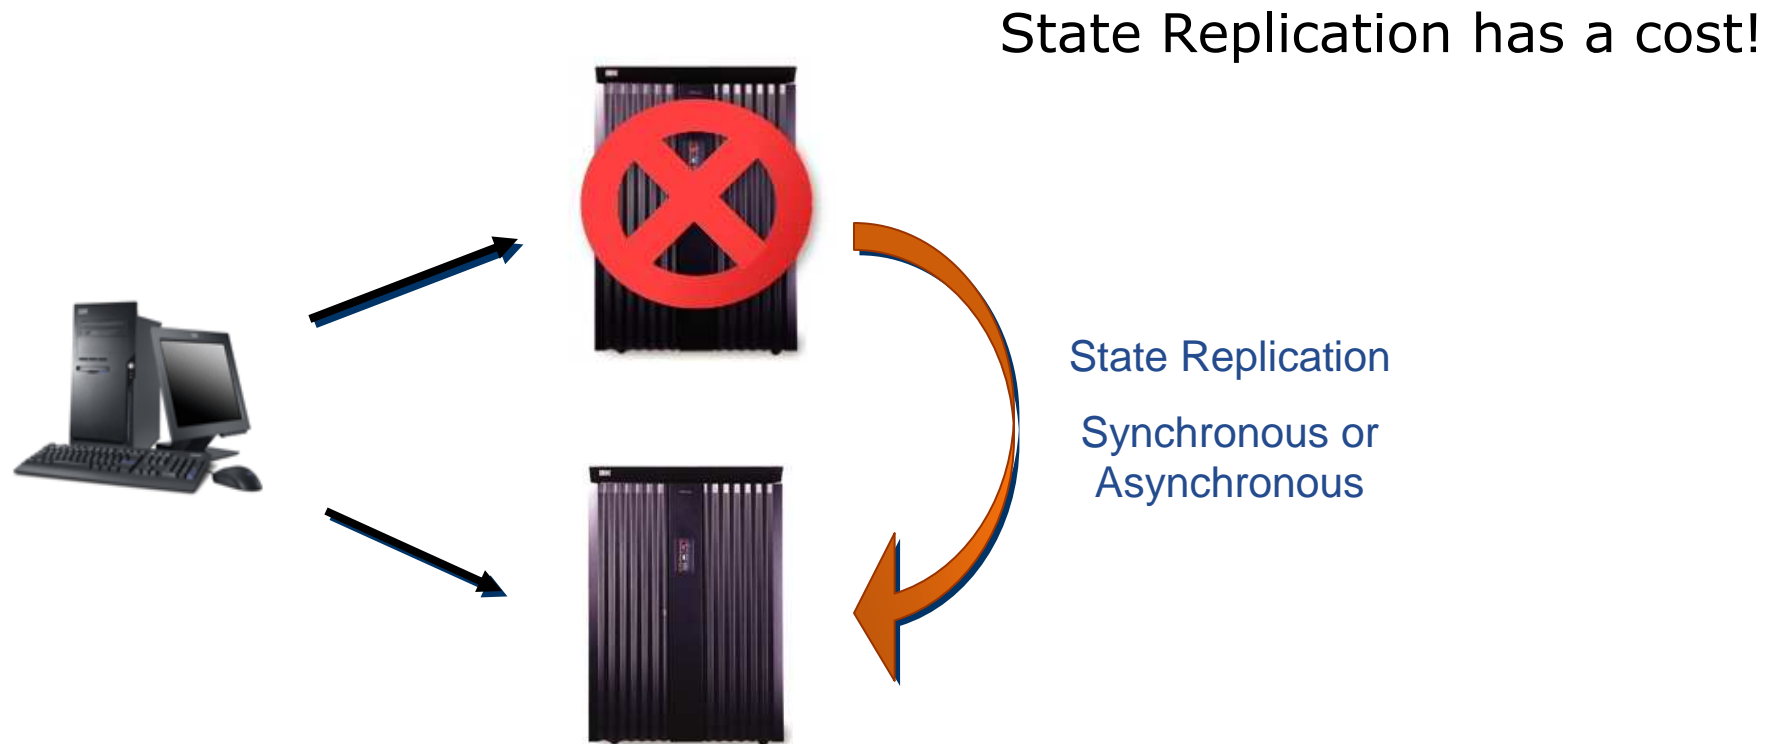 State Replication has a cost!
State Replication
Synchronous or
Asynchronous